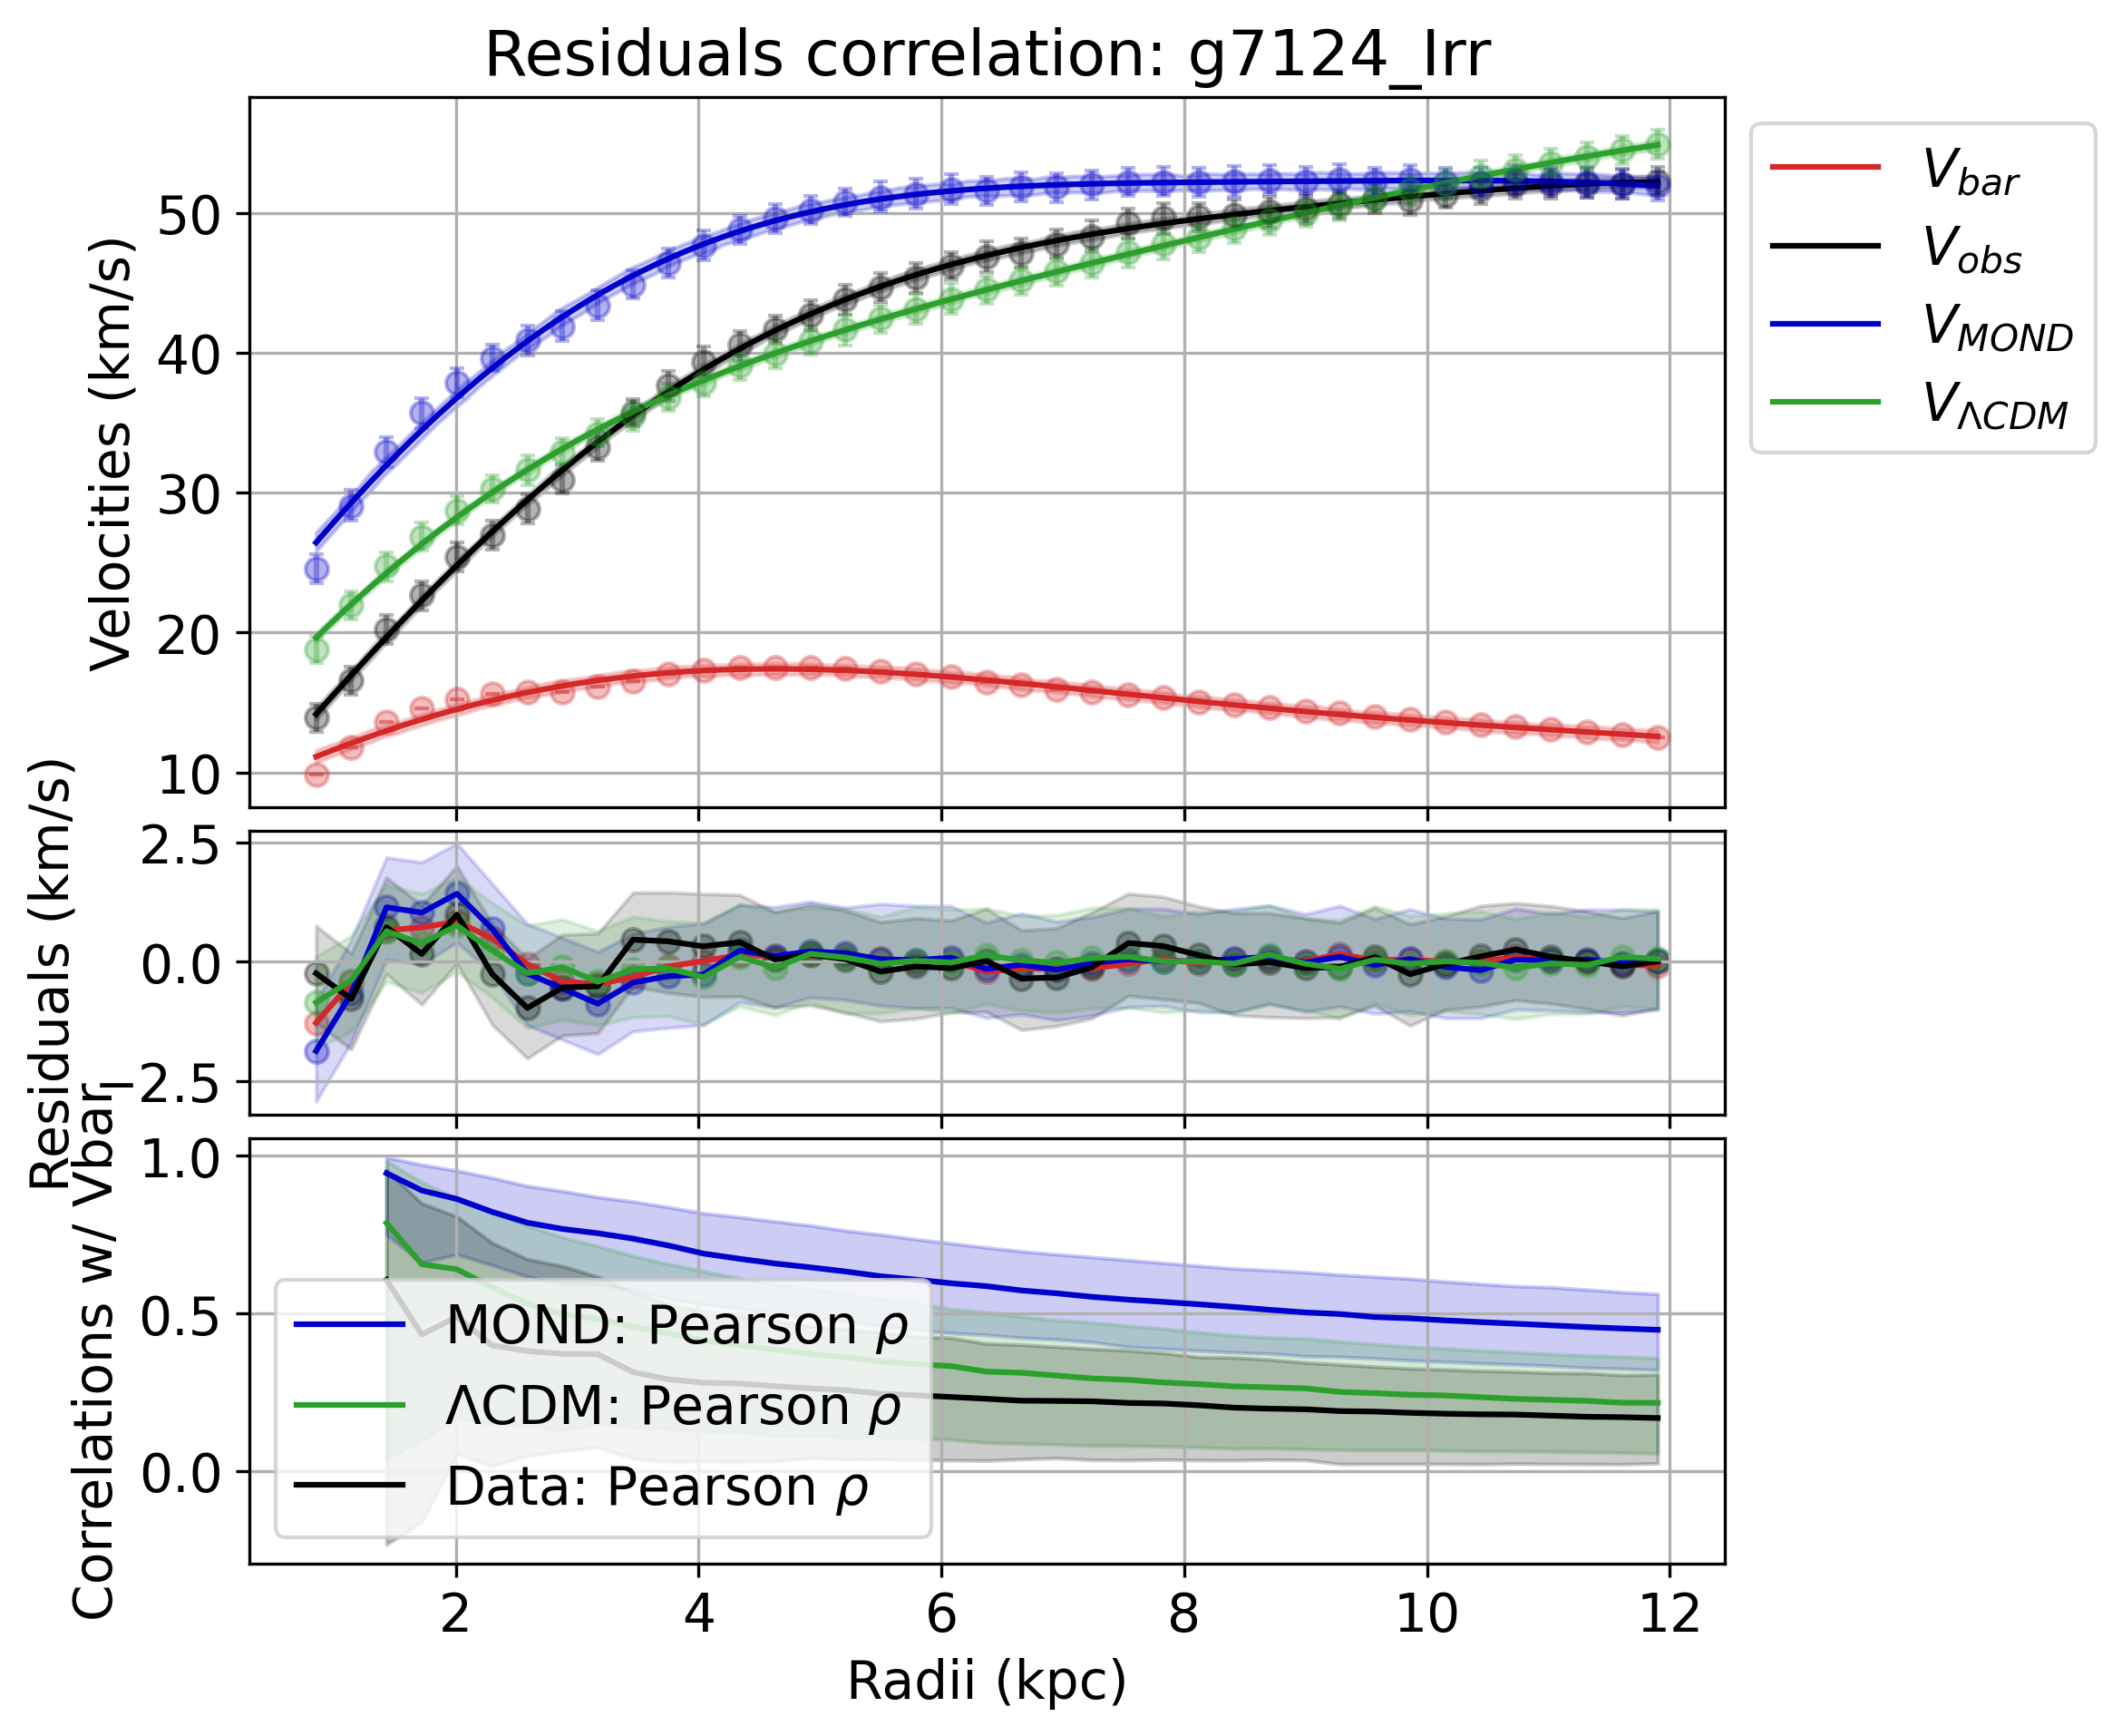 Residuals correlation: g7124_Irr
Velocities (km/s)
50
40
30
20
10
V_bar
V_obs
V_MOND
V_ΛCDM
Residuals (km/s)
2.5
0.0
2.5
Correlations w/ Vbar
1.0
0.5
0.0
MOND: Pearson ρ
ΛCDM: Pearson ρ
Data: Pearson ρ
2 4 6 8 10 12
Radii (kpc)